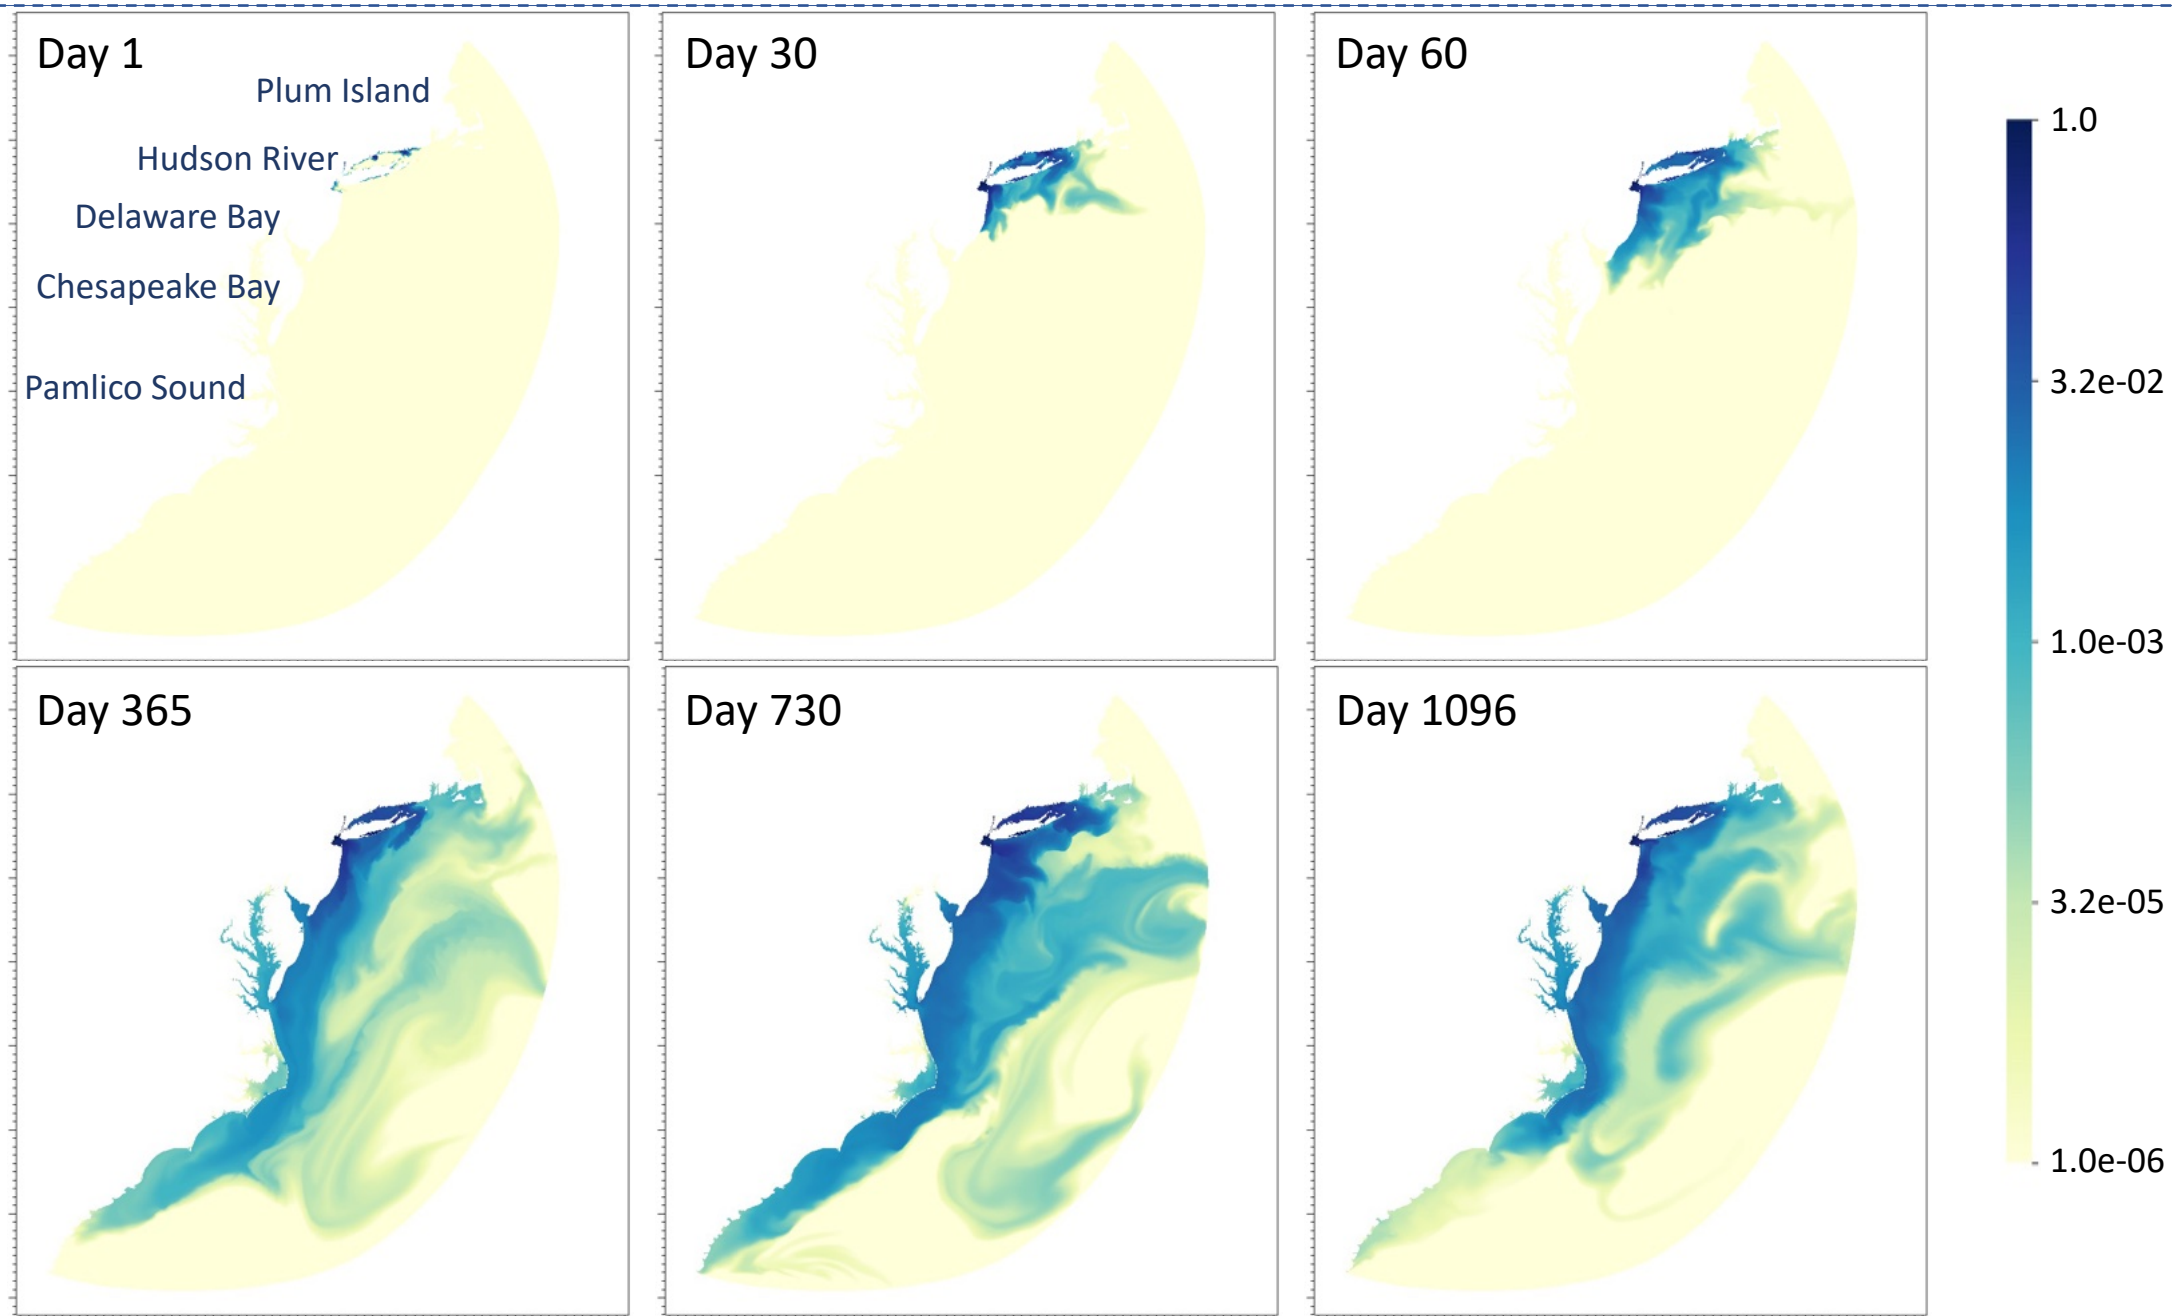 Day 1
Plum Island
Hudson River
Delaware Bay
Chesapeake Bay
Pamlico Sound
Day 30
Day 60
1.0
3.2e-02
1.0e-03
3.2e-05
1.0e-06
Day 365
Day 730
Day 1096